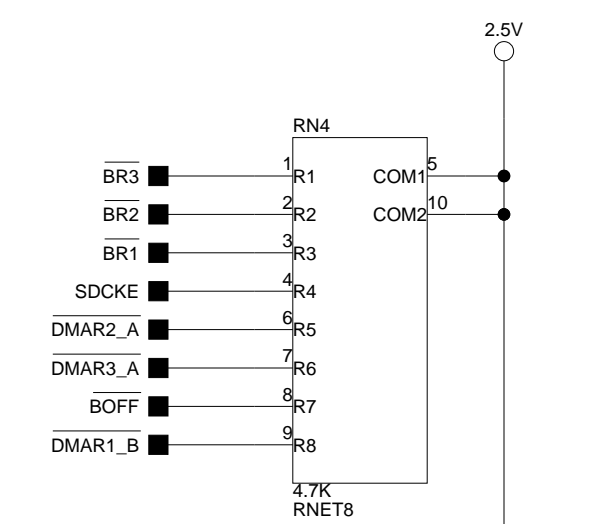 2.5V
RN4
BR3 1 R1 COM1 5
BR2 2 R2 COM2 10
BR1 3 R3
SDCKE 4 R4
DMAR2_A 6 R5
DMAR3_A 7 R6
BOFF 8 R7
DMAR1_B 9 R8
4.7K
RNET8